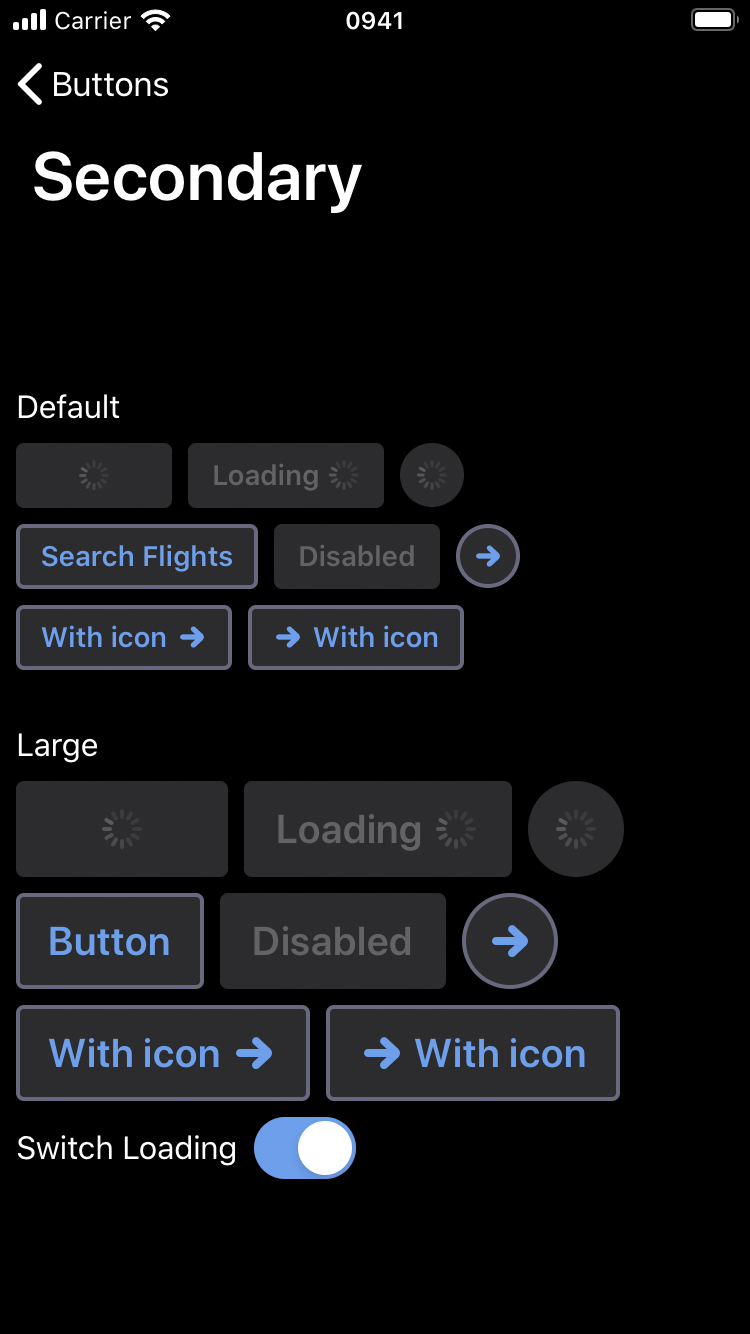 Carrier 0941
Buttons
Secondary
Default
Loading
Search Flights Disabled
With icon With icon
Large
Loading
Button Disabled
With icon With icon
Switch Loading